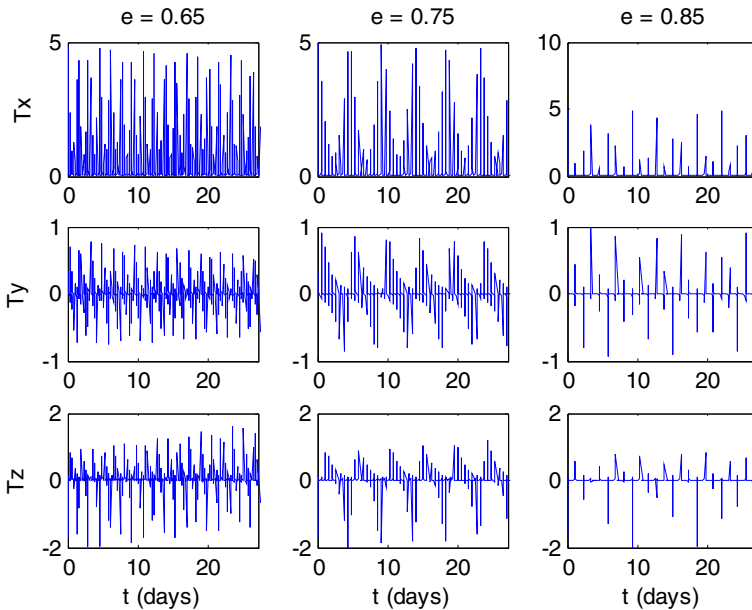 e = 0.65 e = 0.75 e = 0.85
5 5 10
Tx 5
0 0 0
0 10 20 0 10 20 0 10 20
1 1 1
Ty 0 0 0
-1 -1 -1
0 10 20 0 10 20 0 10 20
2 2 2
Tz 0 0 0
-2 -2 -2
0 10 20 0 10 20 0 10 20
t (days) t (days) t (days)